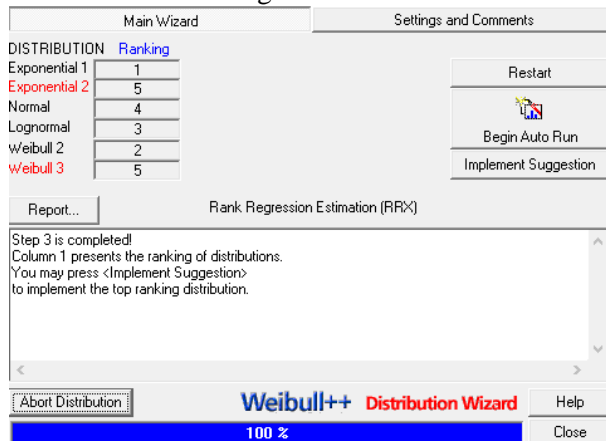 Main Wizard Settings and Comments
DISTRIBUTION Ranking
Exponential 1 1
Exponential 2 5
Normal 4
Lognormal 3
Weibull 2 2
Weibull 3 5
Restart
Begin Auto Run
Implement Suggestion
Report... Rank Regression Estimation (RRX)
Step 3 is completed!
Column 1 presents the ranking of distributions.
You may press <Implement Suggestion>
to implement the top ranking distribution.
Abort Distribution Weibull++ Distribution Wizard Help
100 % Close